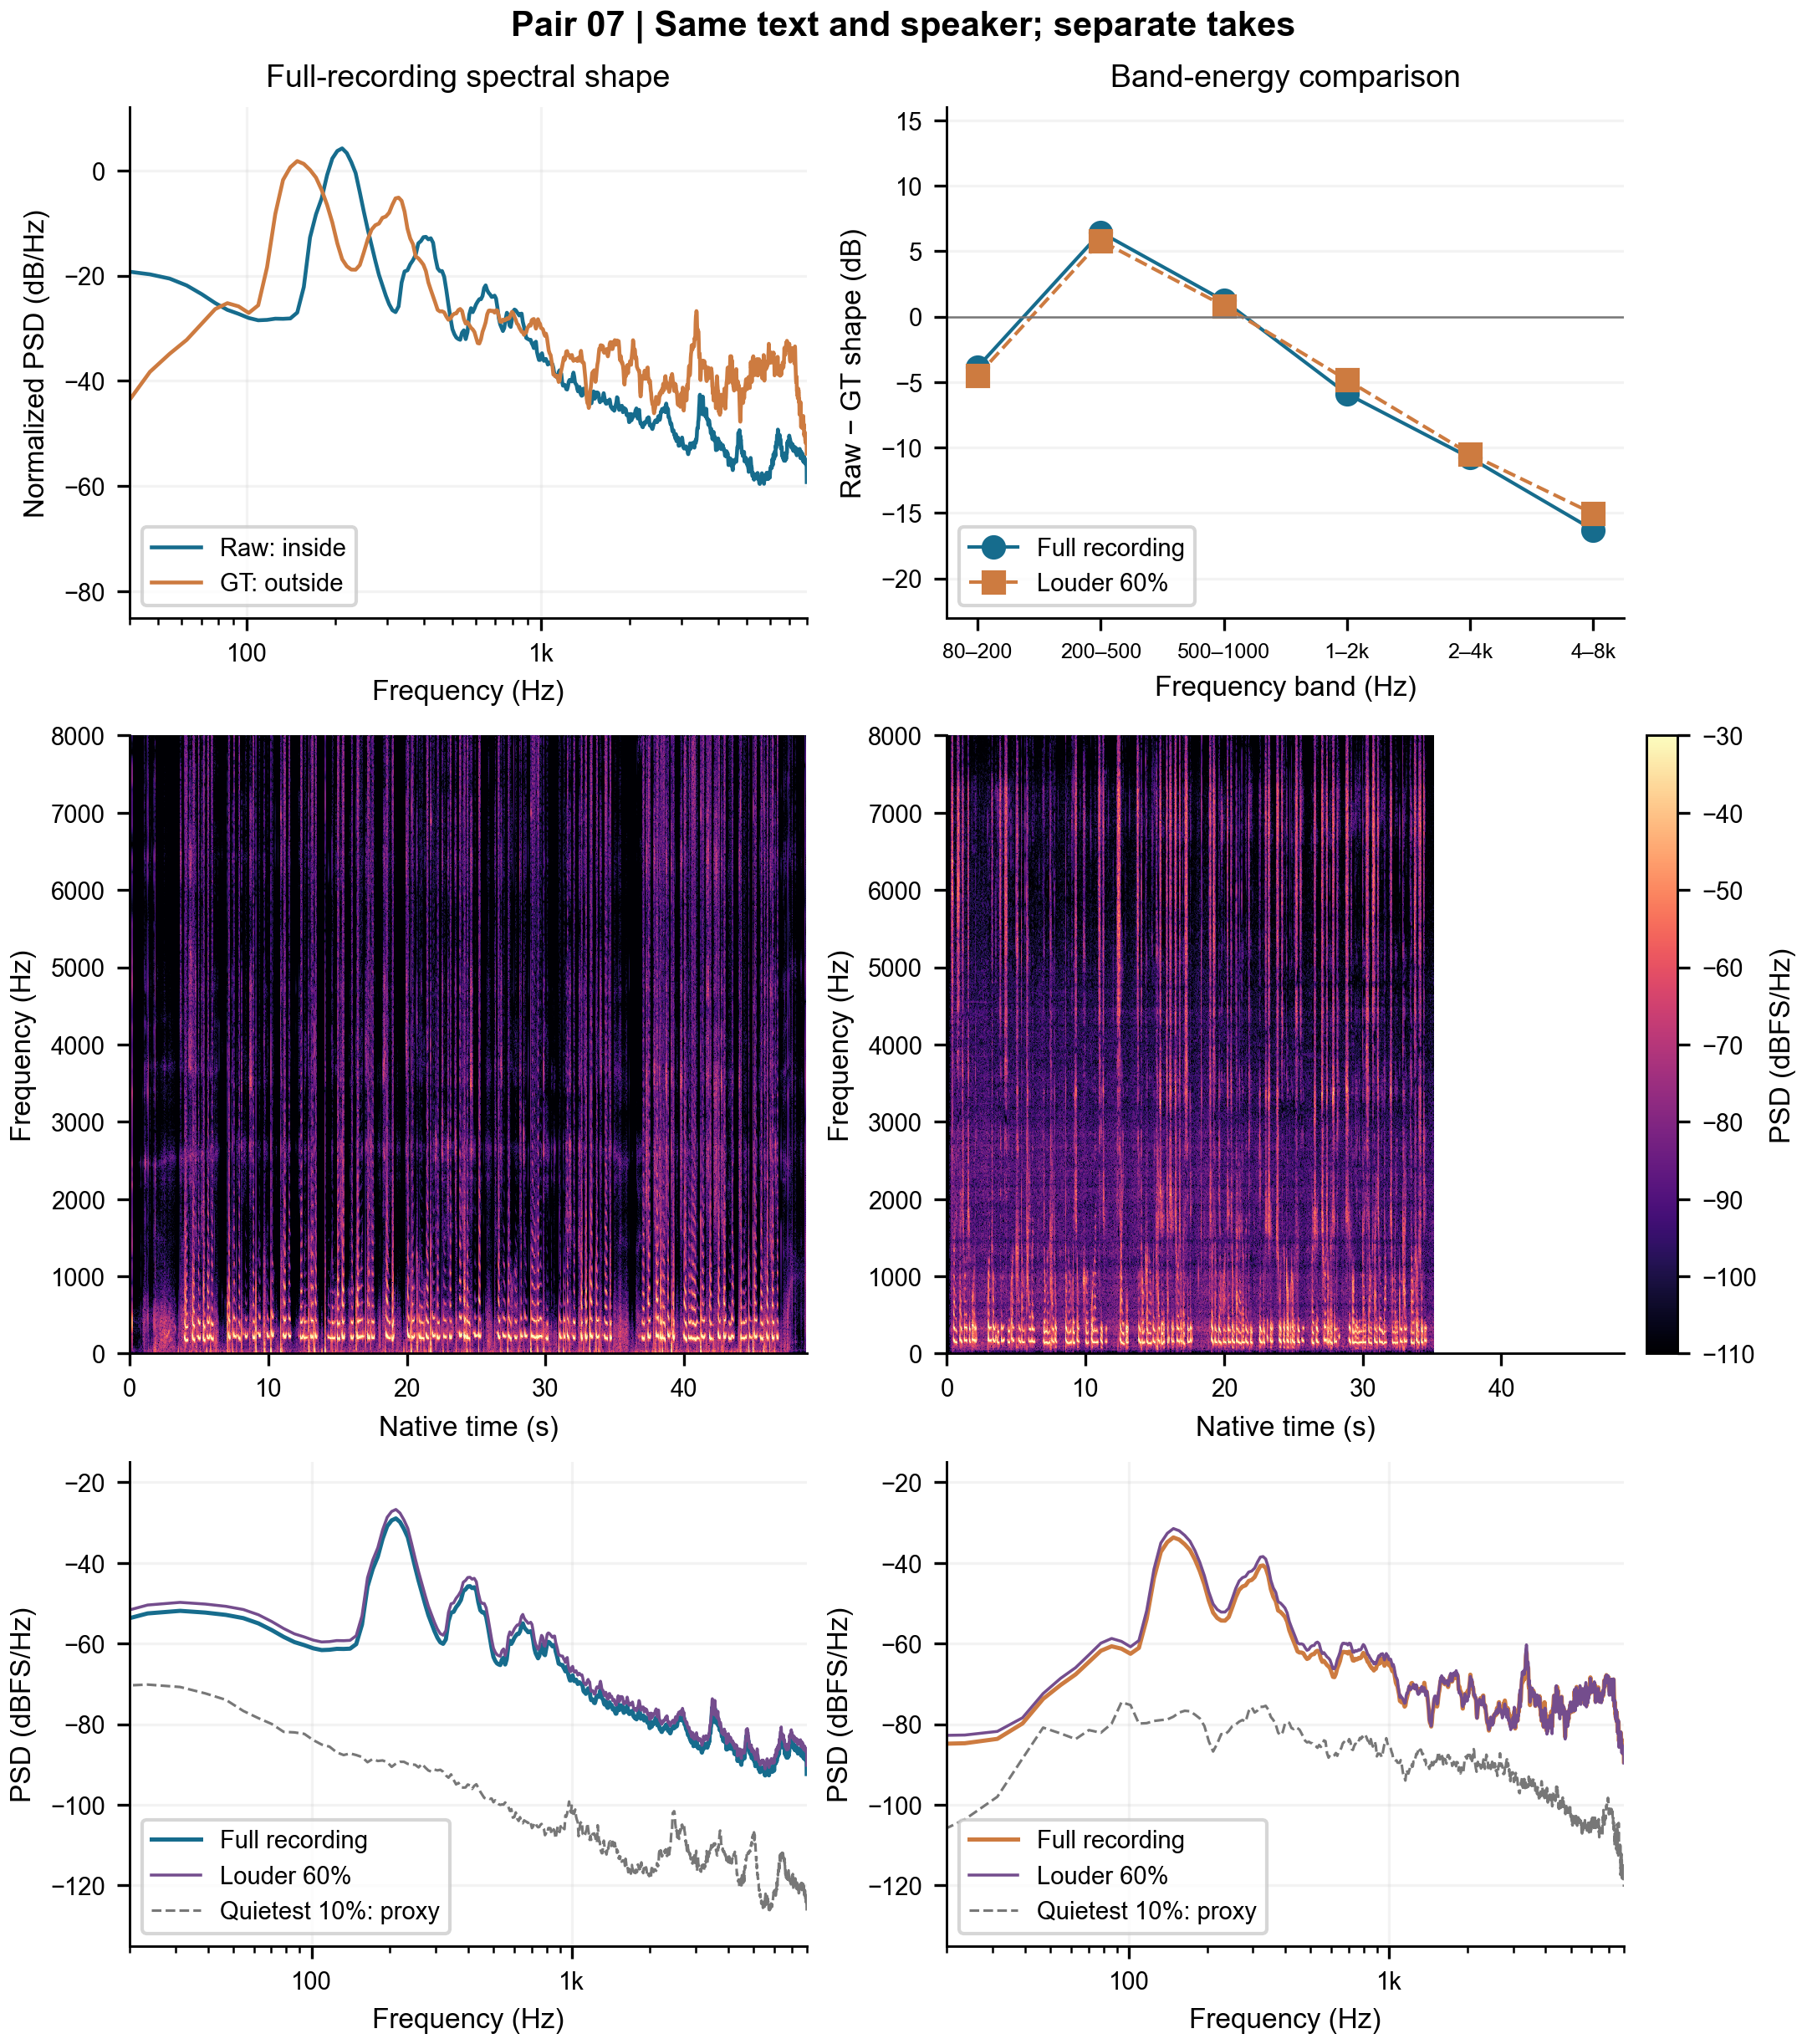 Pair 07 | Same text and speaker; separate takes
Full-recording spectral shape
Normalized PSD (dB/Hz)
0
−20
−40
−60
−80
Raw: inside
GT: outside
100
1k
Frequency (Hz)
Band-energy comparison
Raw − GT shape (dB)
15
10
5
0
−5
−10
−15
−20
Full recording
Louder 60%
80–200
200–500
500–1000
1–2k
2–4k
4–8k
Frequency band (Hz)
Frequency (Hz)
8000
7000
6000
5000
4000
3000
2000
1000
0
0
10
20
30
40
Native time (s)
Frequency (Hz)
8000
7000
6000
5000
4000
3000
2000
1000
0
0
10
20
30
40
Native time (s)
−30
−40
−50
−60
−70
−80
−90
−100
−110
PSD (dBFS/Hz)
PSD (dBFS/Hz)
−20
−40
−60
−80
−100
−120
Full recording
Louder 60%
Quietest 10%: proxy
100
1k
Frequency (Hz)
PSD (dBFS/Hz)
−20
−40
−60
−80
−100
−120
Full recording
Louder 60%
Quietest 10%: proxy
100
1k
Frequency (Hz)